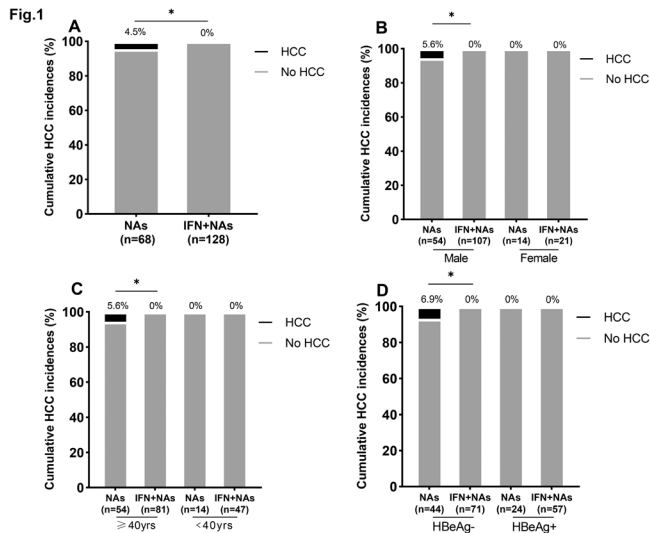 Fig.1
A
*
4.5% 0%
Cumulative HCC incidences (%)
100
80
60
40
20
0
HCC
No HCC
NAs IFN+NAs
(n=68) (n=128)
B
*
5.6% 0% 0% 0%
Cumulative HCC incidences (%)
100
80
60
40
20
0
HCC
No HCC
NAs IFN+NAs NAs IFN+NAs
(n=54) (n=107) (n=14) (n=21)
Male Female
C
*
5.6% 0% 0% 0%
Cumulative HCC incidences (%)
100
80
60
40
20
0
HCC
No HCC
NAs IFN+NAs NAs IFN+NAs
(n=54) (n=81) (n=14) (n=47)
≥40yrs <40yrs
D
*
6.9% 0% 0% 0%
Cumulative HCC incidences (%)
100
80
60
40
20
0
HCC
No HCC
NAs IFN+NAs NAs IFN+NAs
(n=44) (n=71) (n=24) (n=57)
HBeAg- HBeAg+